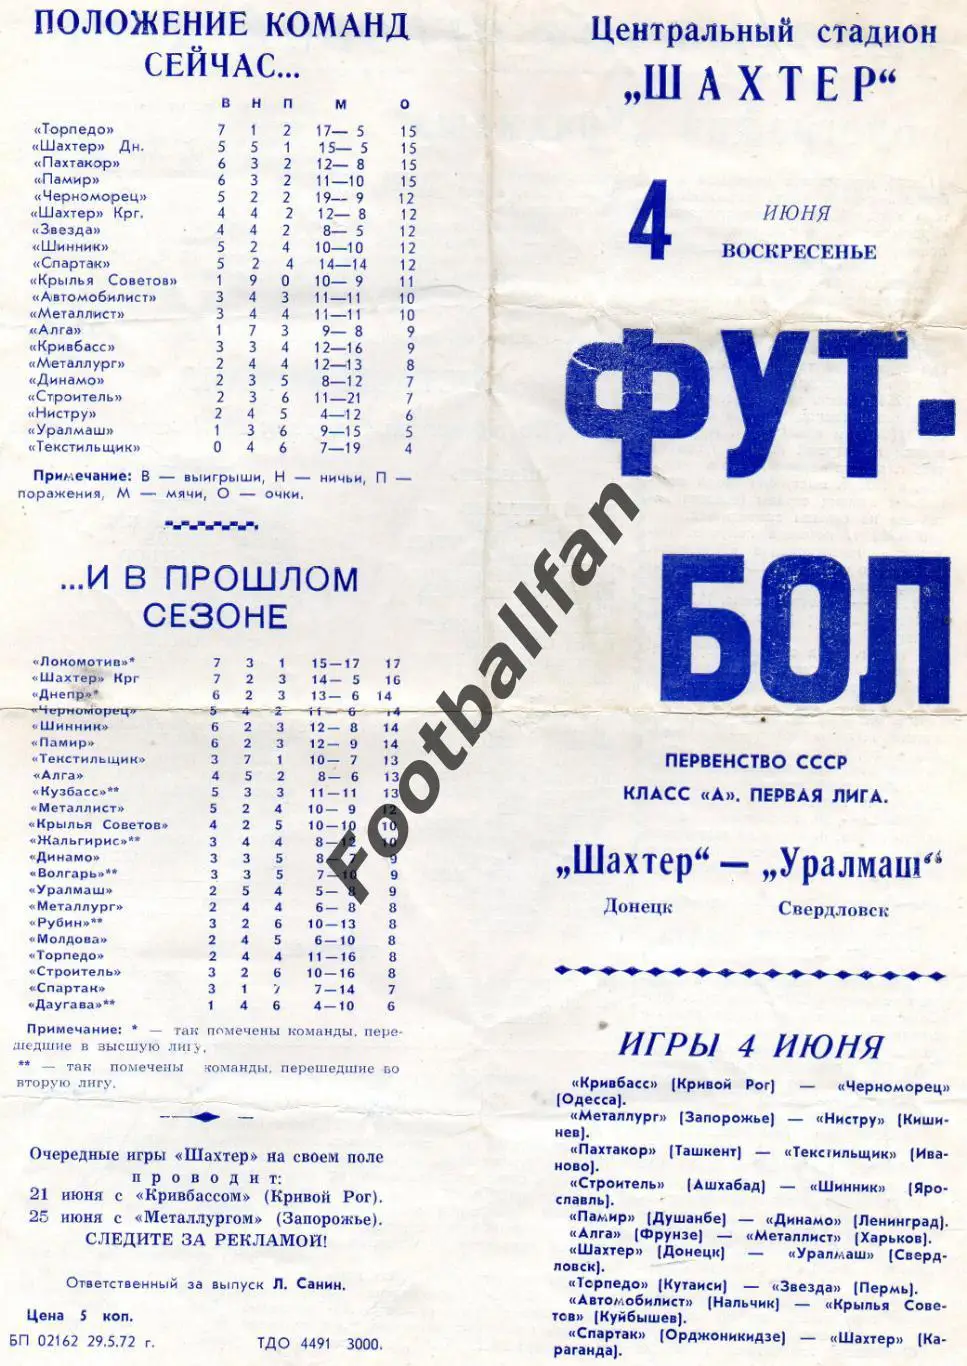 ПОЛОЖЕНИЕ КОМАНД
СЕЙЧАС...
В Н П М О
«Торпедо» 7 1 2 17— 5 15
«Шахтер» Дн. 5 5 1 15— 5 15
«Пахтакор» 6 3 2 12— 8 15
«Памир» 6 3 2 11—10 15
«Черноморец» 5 2 2 19— 9 12
«Шахтер» Крг. 4 4 2 12— 8 12
«Звезда» 4 4 2 8— 5 12
«Шинник» 5 2 4 10—10 12
«Спартак» 5 2 4 14—14 12
«Крылья Советов» 1 9 0 10— 9 11
«Автомобилист» 3 4 3 11—11 10
«Металлист» 3 4 4 11—11 10
«Алга» 1 7 3 9— 8 9
«Кривбасс» 3 3 4 12—16 9
«Металлург» 2 4 4 12—13 8
«Динамо» 2 3 5 8—12 7
«Строитель» 2 3 6 11—21 7
«Нистру» 2 4 5 4—12 6
«Уралмаш» 1 3 6 9—15 5
«Текстильщик» 0 4 6 7—19 4
Примечание: В — выигрыши, Н — ничьи, П —
поражения, М — мячи, О — очки.
...И В ПРОШЛОМ
СЕЗОНЕ
«Локомотив»* 7 3 1 15—17 17
«Шахтер» Крг 7 2 3 14— 5 16
«Днепр»* 6 2 3 13— 6 14
«Черноморец» 5 4 2 11— 6 14
«Шинник» 6 2 3 12— 8 14
«Памир» 6 2 3 12— 9 14
«Текстильщик» 3 7 1 10— 7 13
«Алга» 4 5 2 8— 6 13
«Кузбасс»** 5 3 3 11—11 13
«Металлист» 5 2 4 10— 9 12
«Крылья Советов» 4 2 5 10—10 10
«Жальгирис»** 3 4 4 8—12 10
«Динамо» 3 3 5 8— 7 9
«Волгарь»** 3 3 5 7—10 9
«Уралмаш» 2 5 4 5— 8 9
«Металлург» 2 4 4 6— 8 8
«Рубин»** 3 2 6 10—13 8
«Молдова» 2 4 5 6—10 8
«Торпедо» 2 4 4 11—16 8
«Строитель» 3 2 6 10—16 8
«Спартак» 3 1 7 7—14 7
«Даугава»** 1 4 6 4—10 6
Примечание: * — так помечены команды, пере-
шедшие в высшую лигу.
** — так помечены команды, перешедшие во
вторую лигу.
Очередные игры «Шахтер» на своем поле
проводит:
21 июня с «Кривбассом» (Кривой Рог).
25 июня с «Металлургом» (Запорожье).
СЛЕДИТЕ ЗА РЕКЛАМОЙ!
Ответственный за выпуск Л. Санин.
Цена 5 коп.
БП 02162 29.5.72 г. ТДО 4491 3000.
Центральный стадион
„ШАХТЕР“
4 ИЮНЯ
ВОСКРЕСЕНЬЕ
ФУТ-
БОЛ
ПЕРВЕНСТВО СССР
КЛАСС «А». ПЕРВАЯ ЛИГА.
„Шахтер“ — „Уралмаш“
Донецк Свердловск
ИГРЫ 4 ИЮНЯ
«Кривбасс» (Кривой Рог) — «Черноморец»
(Одесса).
«Металлург» (Запорожье) — «Нистру» (Киши-
нев).
«Пахтакор» (Ташкент) — «Текстильщик» (Ива-
ново).
«Строитель» (Ашхабад) — «Шинник» (Яро-
славль).
«Памир» (Душанбе) — «Динамо» (Ленинград).
«Алга» (Фрунзе) — «Металлист» (Харьков).
«Шахтер» (Донецк) — «Уралмаш» (Сверд-
ловск).
«Торпедо» (Кутаиси) — «Звезда» (Пермь).
«Автомобилист» (Нальчик) — «Крылья Сове-
тов» (Куйбышев).
«Спартак» (Орджоникидзе) — «Шахтер» (Ка-
раганда).
Footballfan